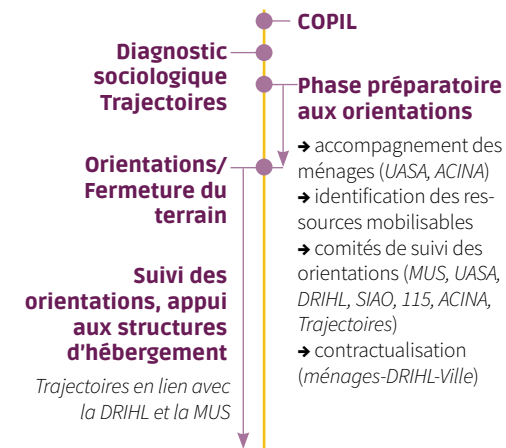 COPIL
Diagnostic
sociologique
Trajectoires
Phase préparatoire
aux orientations
➔ accompagnement des
ménages (UASA, ACINA)
➔ identification des res-
sources mobilisables
➔ comités de suivi des
orientations (MUS, UASA,
DRIHL, SIAO, 115, ACINA,
Trajectoires)
➔ contractualisation
(ménages-DRIHL-Ville)
Orientations/
Fermeture du
terrain
Suivi des
orientations, appui
aux structures
d’hébergement
Trajectoires en lien avec
la DRIHL et la MUS